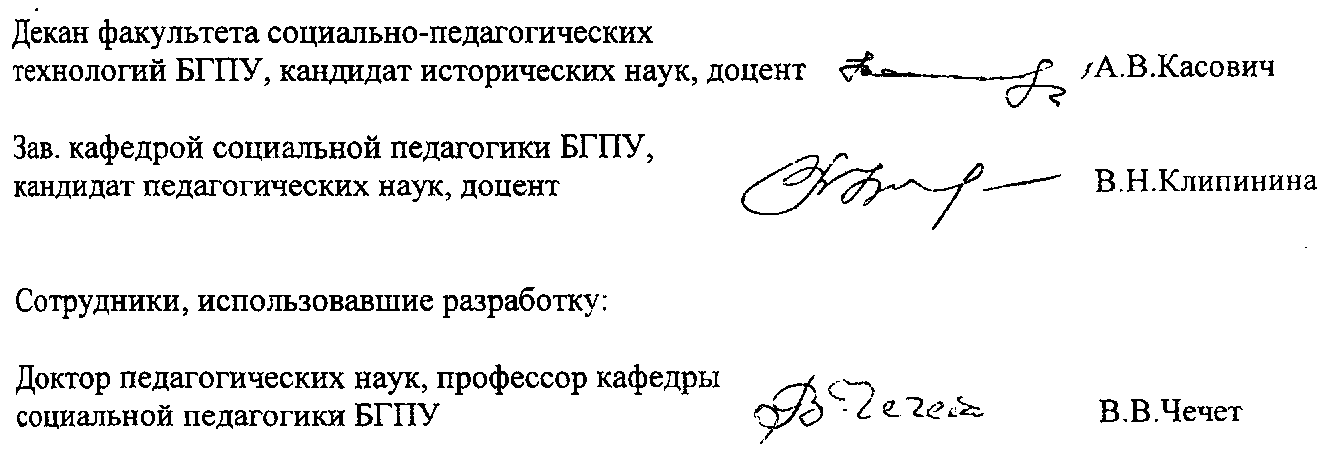 Декан факультета социально-педагогических
технологий БГПУ, кандидат исторических наук, доцент А.В.Касович
Зав. кафедрой социальной педагогики БГПУ,
кандидат педагогических наук, доцент В.Н.Клипинина
Сотрудники, использовавшие разработку:
Доктор педагогических наук, профессор кафедры
социальной педагогики БГПУ В.В.Чечет